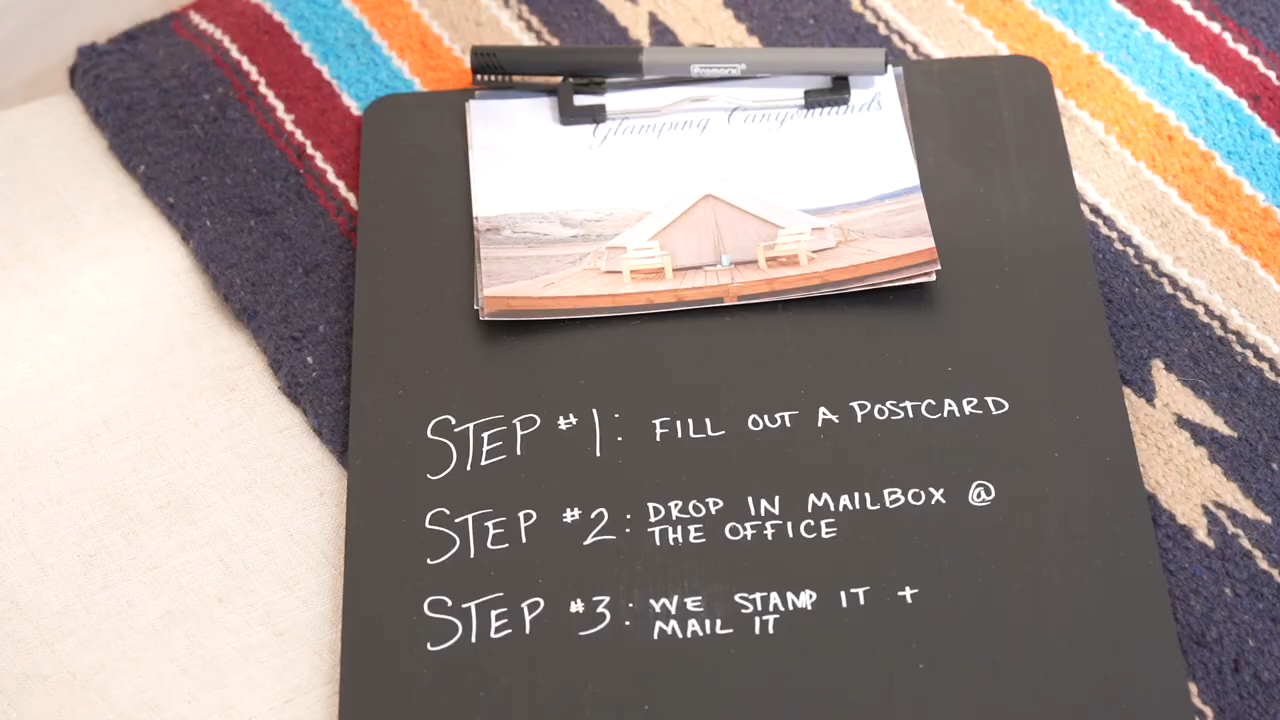 Promarx®
Glamping Canyonlands
STEP #1: FILL OUT A POSTCARD
STEP #2: DROP IN MAILBOX @
THE OFFICE
STEP #3: WE STAMP IT +
MAIL IT